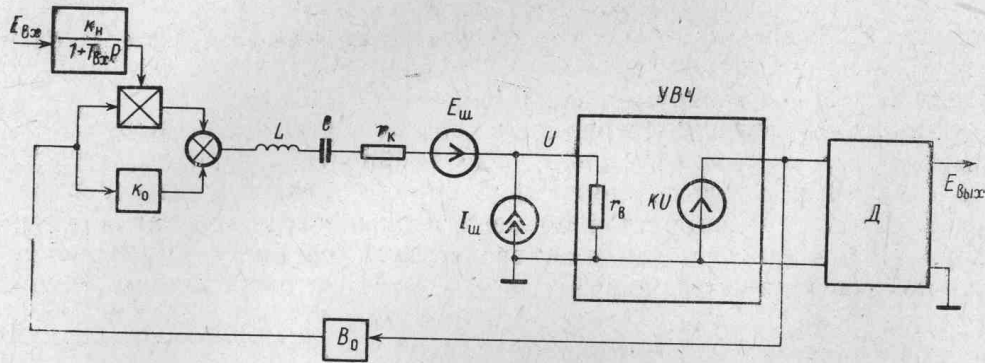 E_вх
к_н
1+T_вх p
УВЧ
E_ш
L
c
r_к
U
I_ш
r_в
KU
E_вых
Д
к_0
B_0